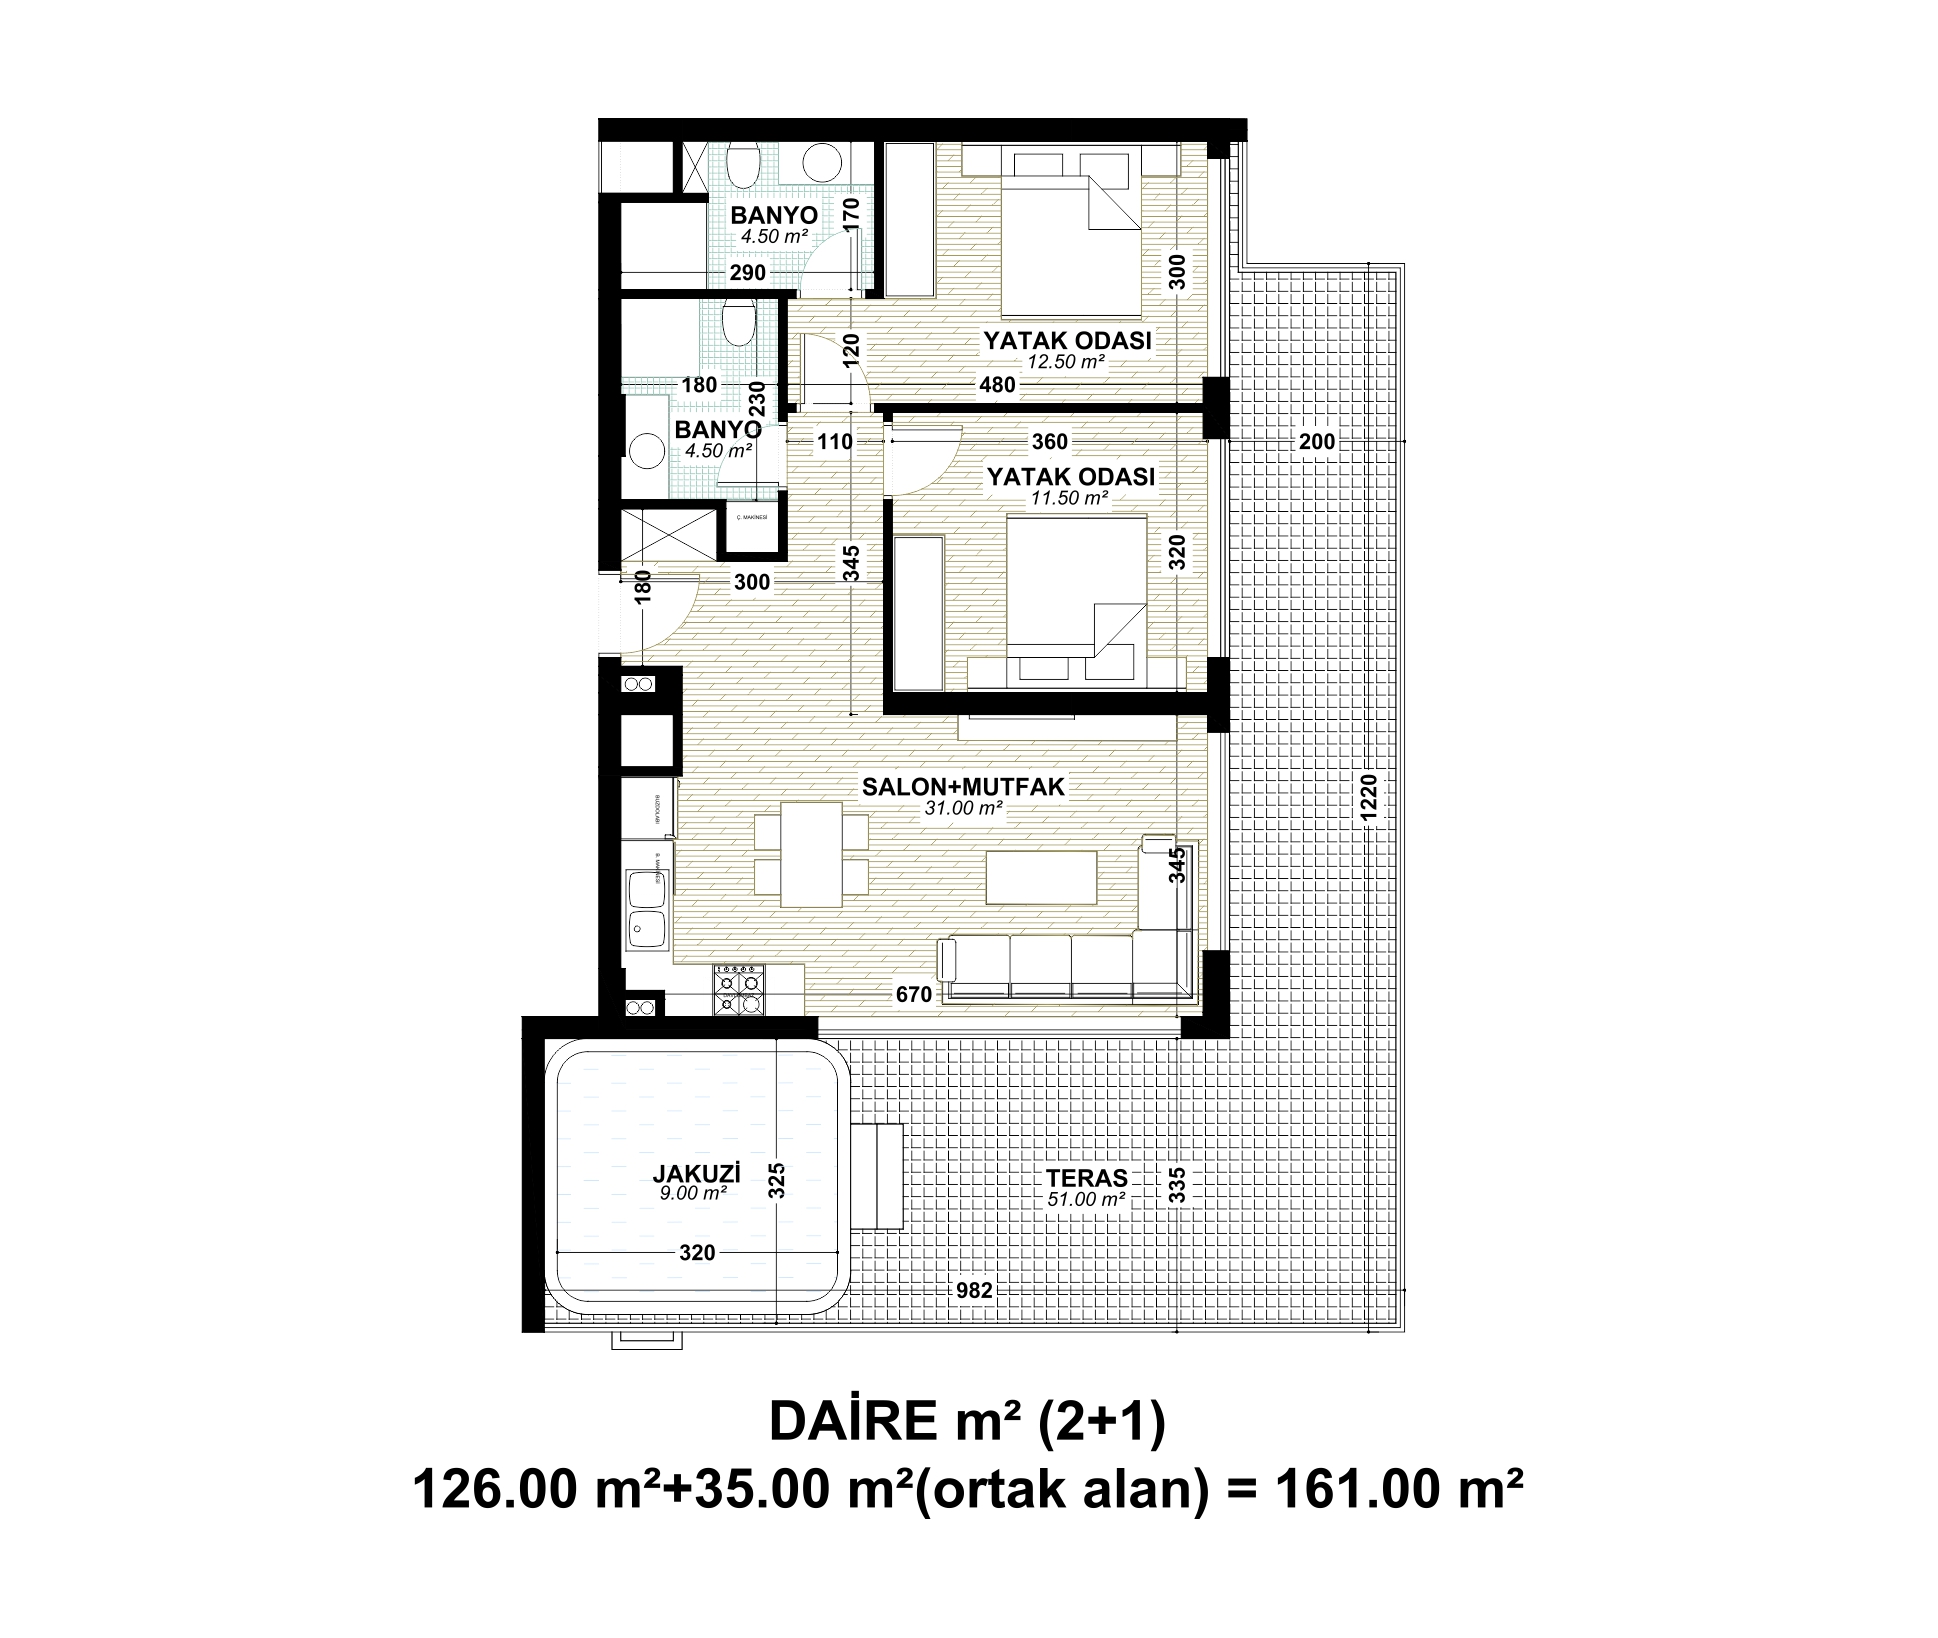 BANYO
4.50 m²
170
290
300
YATAK ODASI
12.50 m²
120
180
480
230
BANYO
4.50 m²
110
360
200
YATAK ODASI
11.50 m²
Ç. MAKİNESİ
345
320
180
300
SALON+MUTFAK
31.00 m²
1220
BUZDOLABI
B. MAKİNESİ
345
670
JAKUZİ
9.00 m²
325
TERAS
51.00 m²
335
320
982
DAİRE m² (2+1)
126.00 m²+35.00 m²(ortak alan) = 161.00 m²